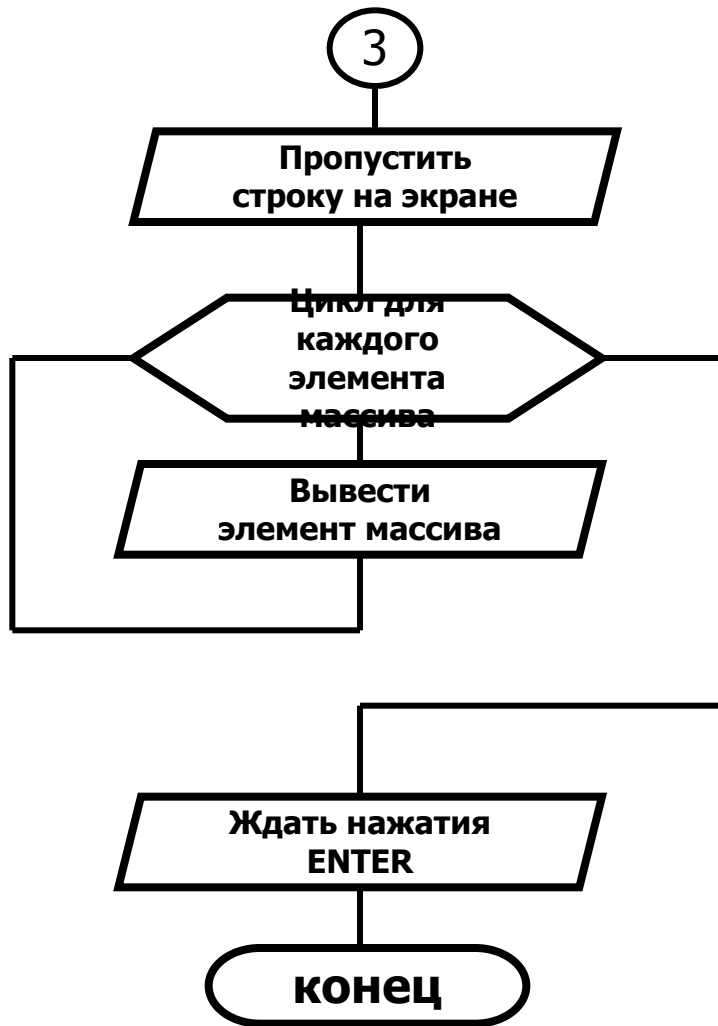 3
Пропустить
строку на экране
Цикл для
каждого
элемента
массива
Вывести
элемент массива
Ждать нажатия
ENTER
конец